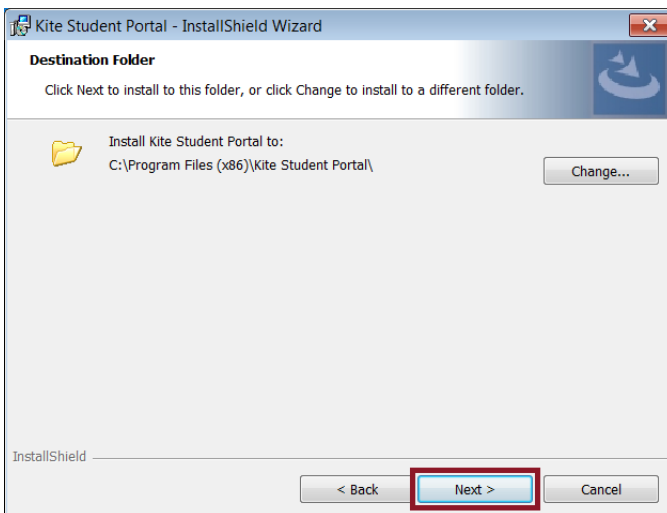 Kite Student Portal - InstallShield Wizard
Destination Folder
Click Next to install to this folder, or click Change to install to a different folder.
Install Kite Student Portal to:
C:\Program Files (x86)\Kite Student Portal\
Change...
InstallShield
< Back
Next >
Cancel